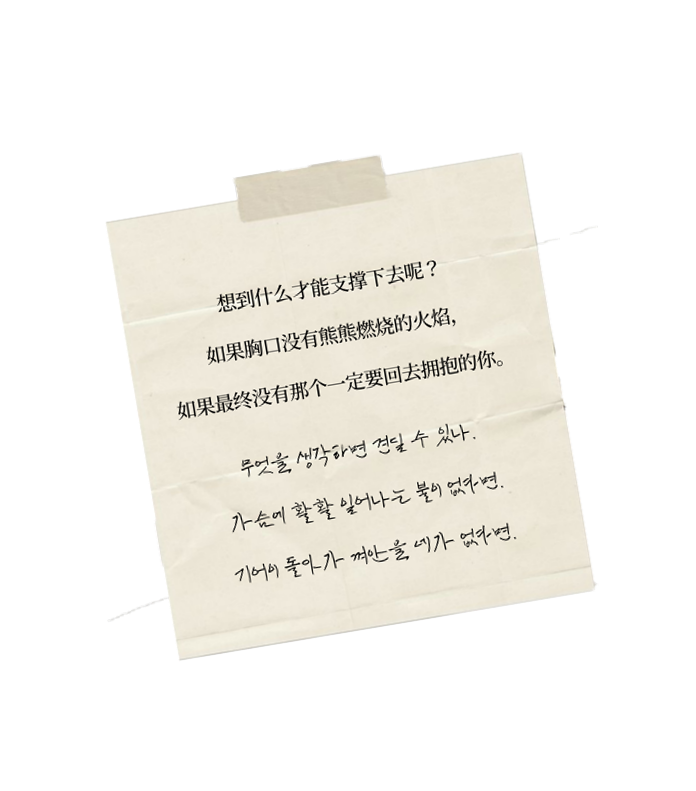 想到什么才能支撑下去呢？
如果胸口没有熊熊燃烧的火焰，
如果最终没有那个一定要回去拥抱的你。
무엇을 생각하면 견딜 수 있나.
가슴에 활활 일어나는 불이 없다면.
기어이 돌아가 껴안을 네가 없다면.